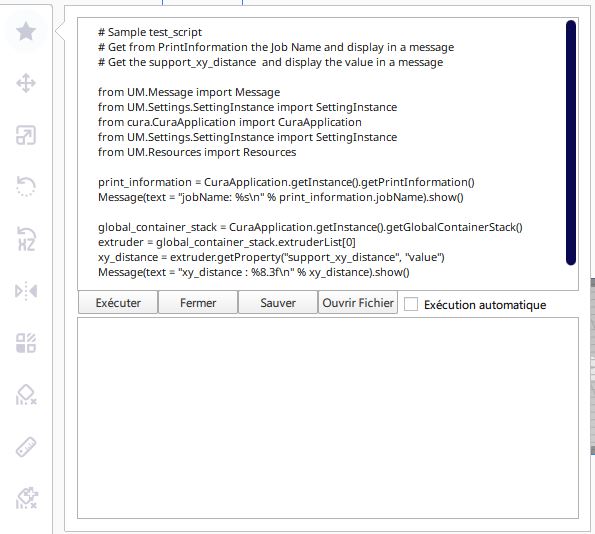 # Sample test_script
# Get from PrintInformation the Job Name and display in a message
# Get the support_xy_distance  and display the value in a message
from UM.Message import Message
from UM.Settings.SettingInstance import SettingInstance
from cura.CuraApplication import CuraApplication
from UM.Settings.SettingInstance import SettingInstance
from UM.Resources import Resources
print_information = CuraApplication.getInstance().getPrintInformation()
Message(text = "jobName: %s\n" % print_information.jobName).show()
global_container_stack = CuraApplication.getInstance().getGlobalContainerStack()
extruder = global_container_stack.extruderList[0]
xy_distance = extruder.getProperty("support_xy_distance", "value")
Message(text = "xy_distance : %8.3f\n" % xy_distance).show()
Exécuter Fermer Sauver Ouvrir Fichier Exécution automatique
XZ